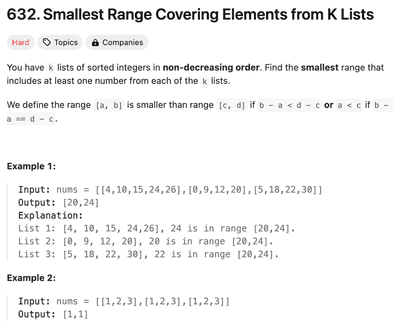 632. Smallest Range Covering Elements from K Lists
Hard Topics Companies
You have k lists of sorted integers in non-decreasing order. Find the smallest range that
includes at least one number from each of the k lists.
We define the range [a, b] is smaller than range [c, d] if b - a < d - c or a < c if b -
a == d - c.
Example 1:
Input: nums = [[4,10,15,24,26],[0,9,12,20],[5,18,22,30]]
Output: [20,24]
Explanation:
List 1: [4, 10, 15, 24,26], 24 is in range [20,24].
List 2: [0, 9, 12, 20], 20 is in range [20,24].
List 3: [5, 18, 22, 30], 22 is in range [20,24].
Example 2:
Input: nums = [[1,2,3],[1,2,3],[1,2,3]]
Output: [1,1]